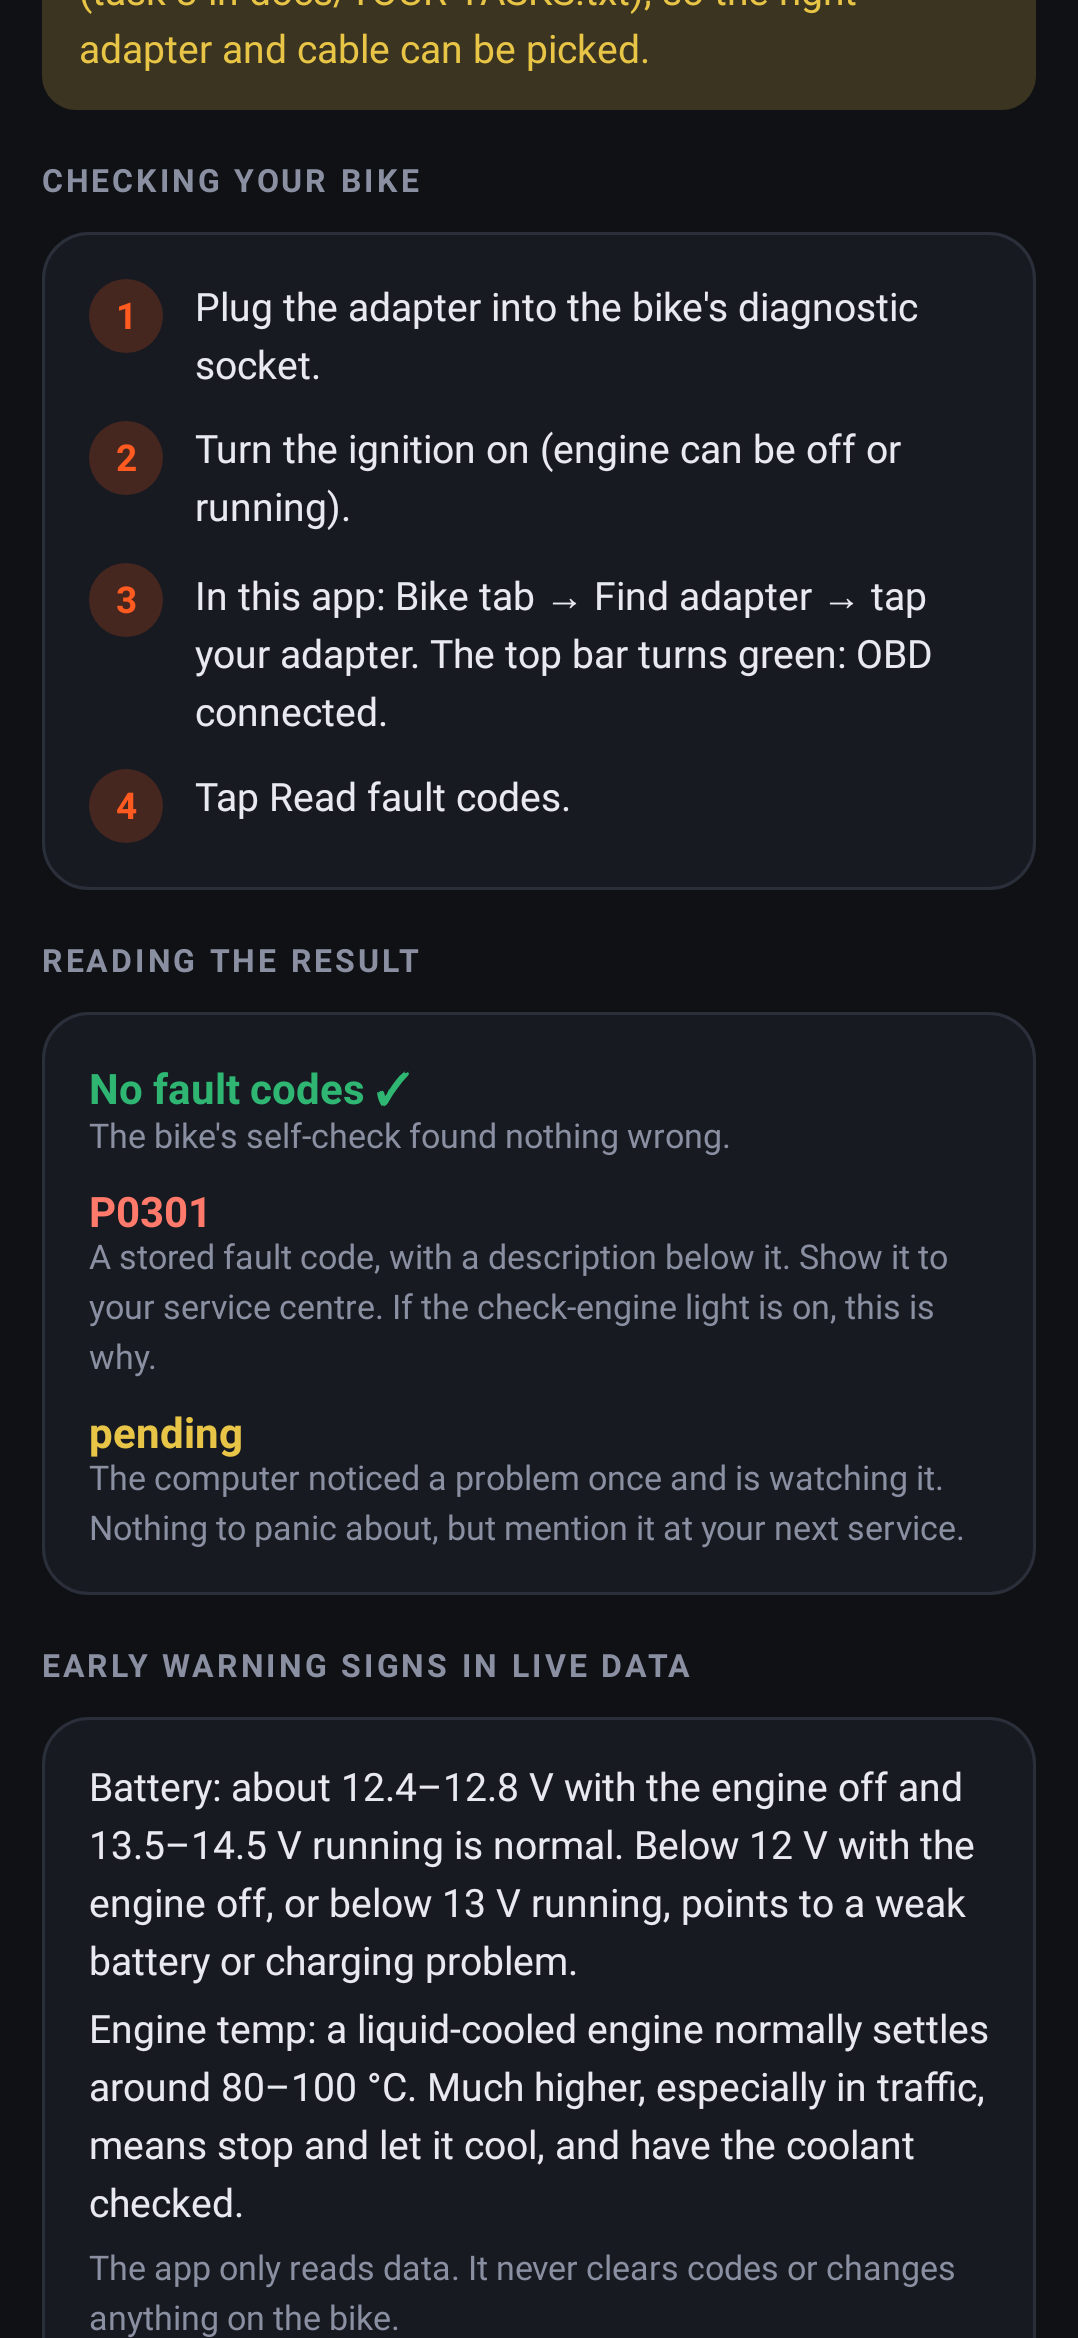 adapter and cable can be picked.
CHECKING YOUR BIKE
1 Plug the adapter into the bike's diagnostic
socket.
2 Turn the ignition on (engine can be off or
running).
3 In this app: Bike tab → Find adapter → tap
your adapter. The top bar turns green: OBD
connected.
4 Tap Read fault codes.
READING THE RESULT
No fault codes ✓
The bike's self-check found nothing wrong.
P0301
A stored fault code, with a description below it. Show it to
your service centre. If the check-engine light is on, this is
why.
pending
The computer noticed a problem once and is watching it.
Nothing to panic about, but mention it at your next service.
EARLY WARNING SIGNS IN LIVE DATA
Battery: about 12.4–12.8 V with the engine off and
13.5–14.5 V running is normal. Below 12 V with the
engine off, or below 13 V running, points to a weak
battery or charging problem.
Engine temp: a liquid-cooled engine normally settles
around 80–100 °C. Much higher, especially in traffic,
means stop and let it cool, and have the coolant
checked.
The app only reads data. It never clears codes or changes
anything on the bike.